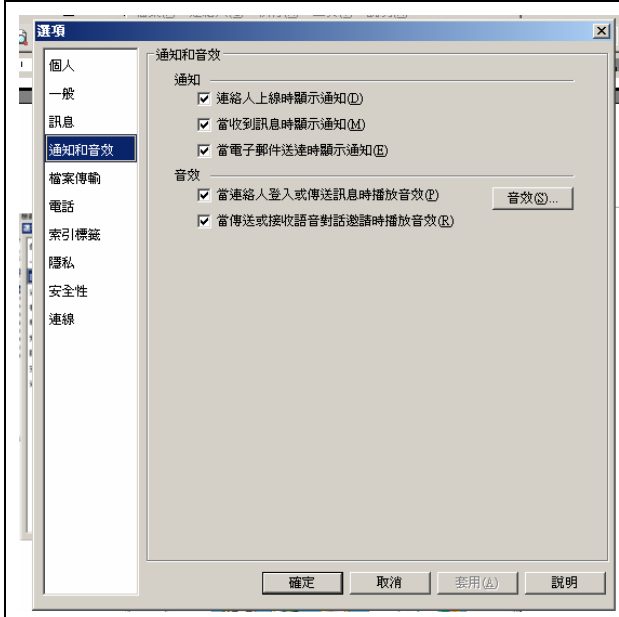 選項
個人
一般
訊息
通知和音效
檔案傳輸
電話
索引標籤
隱私
安全性
連線
通知和音效
通知
連絡人上線時顯示通知(D)
當收到訊息時顯示通知(M)
當電子郵件送達時顯示通知(E)
音效
當連絡人登入或傳送訊息時播放音效(P)
音效(S)...
當傳送或接收語音對話邀請時播放音效(R)
確定
取消
套用(A)
說明